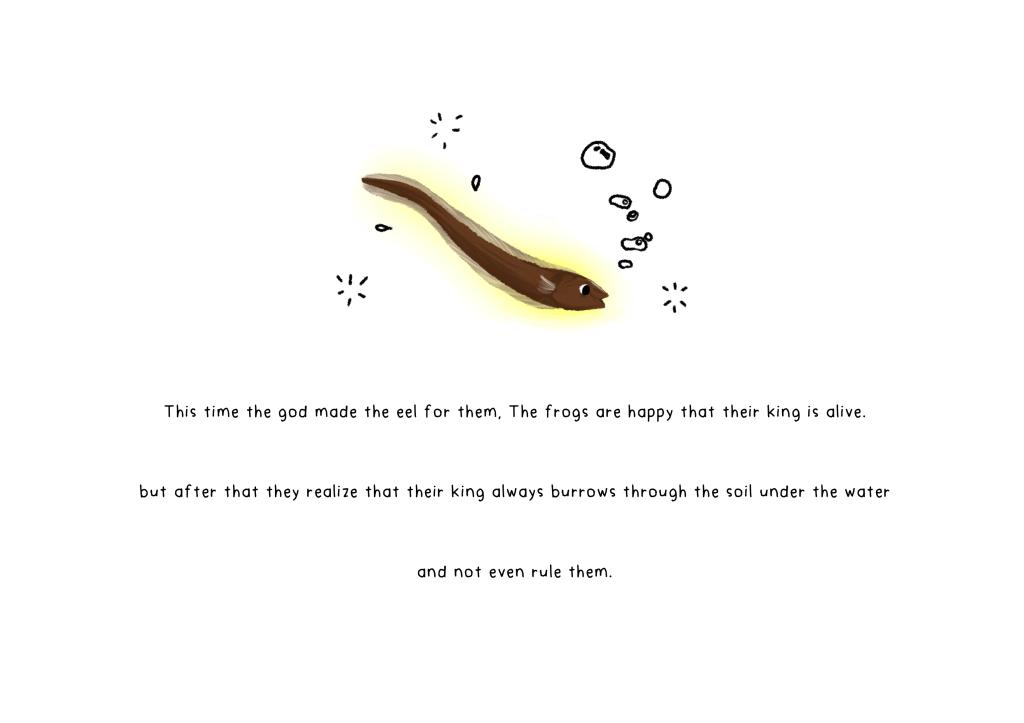 This time the god made the eel for them, The frogs are happy that their king is alive.
but after that they realize that their king always burrows through the soil under the water
and not even rule them.